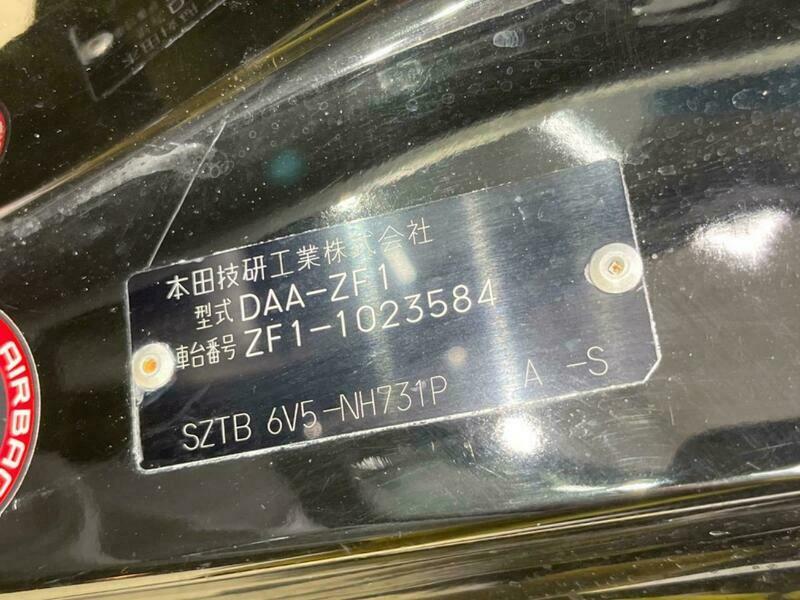 本田技研工業株式会社
型式 DAA-ZF1
車台番号 ZF1-1023584
SZTB 6V5-NH731P A -S
AIRBAG